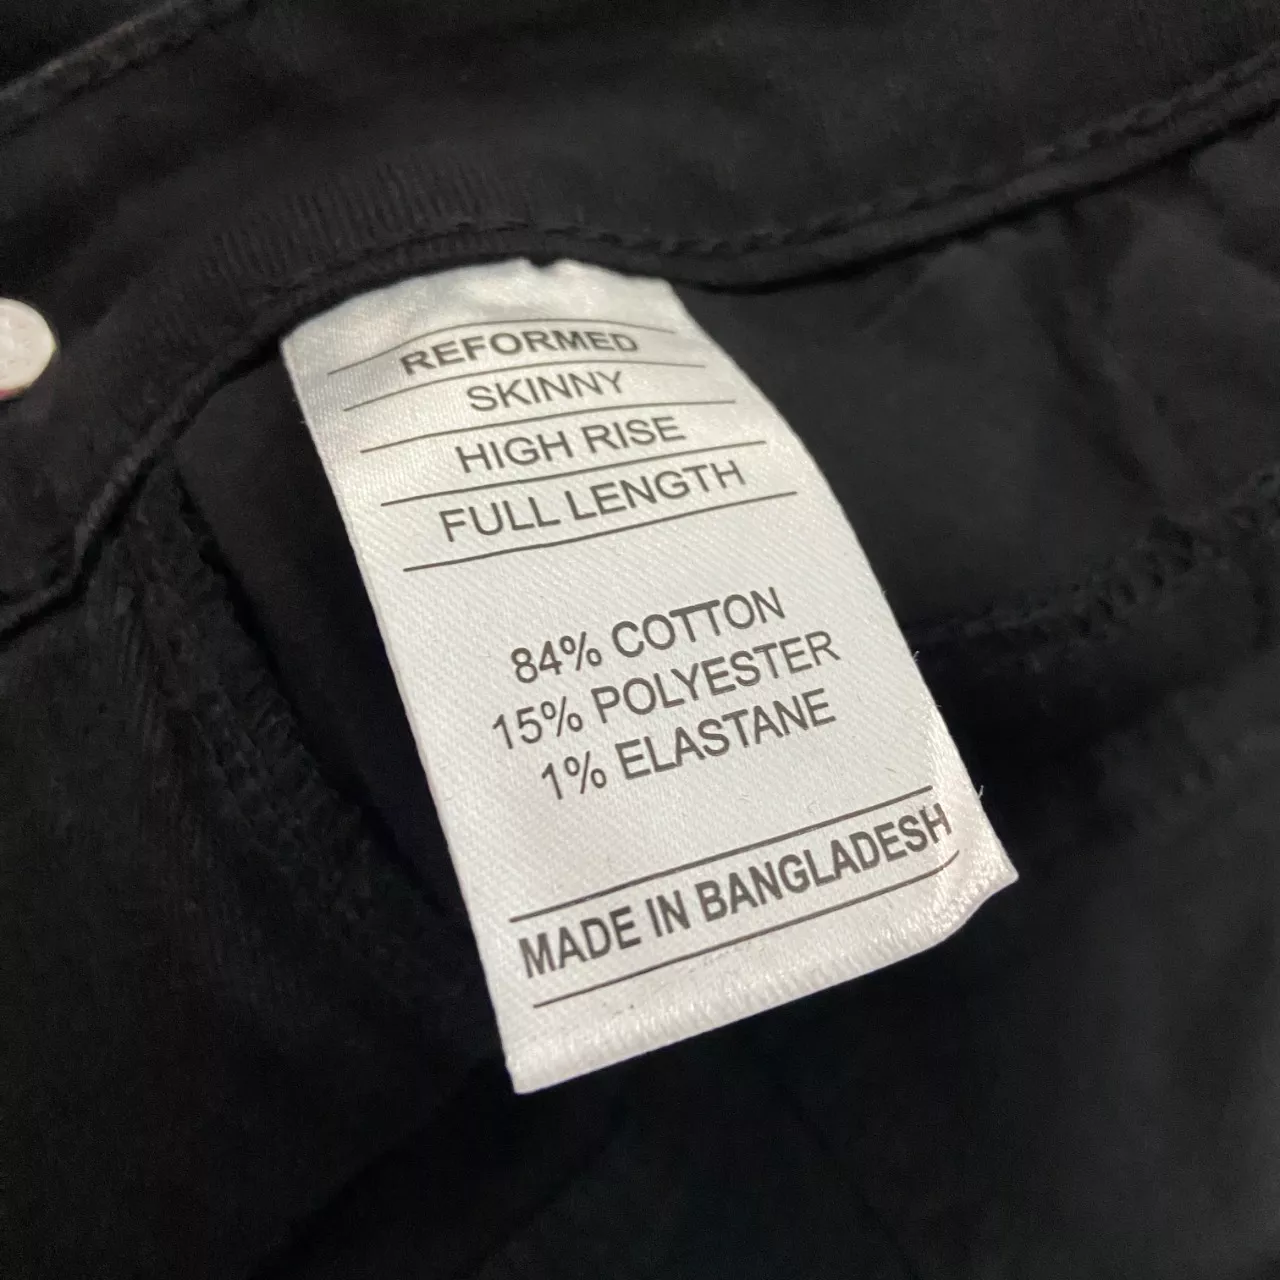 REFORMED
SKINNY
HIGH RISE
FULL LENGTH
84% COTTON
15% POLYESTER
1% ELASTANE
MADE IN BANGLADESH